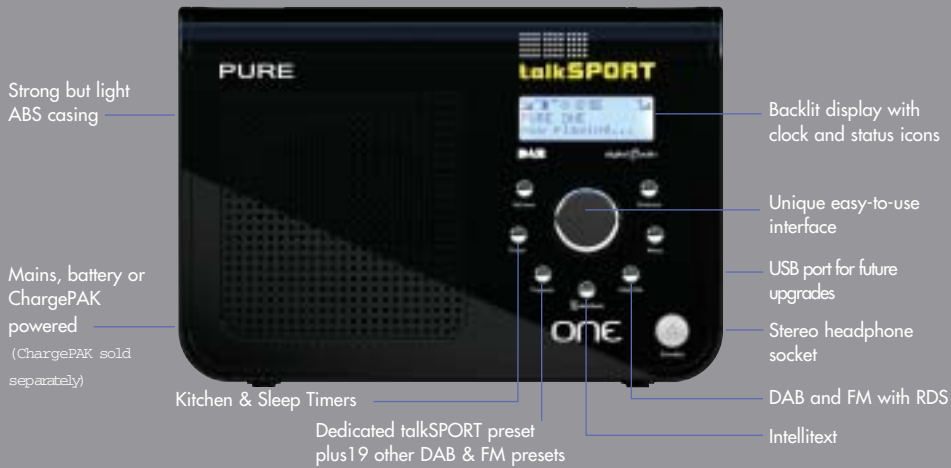 PURE
talkSPORT
PURE ONE
DAB
ONE
Strong but light
ABS casing
Mains, battery or
ChargePAK
powered
(ChargePAK sold
separately)
Kitchen & Sleep Timers
Dedicated talkSPORT preset
plus19 other DAB & FM presets
Backlit display with
clock and status icons
Unique easy-to-use
interface
USB port for future
upgrades
Stereo headphone
socket
DAB and FM with RDS
Intellitext